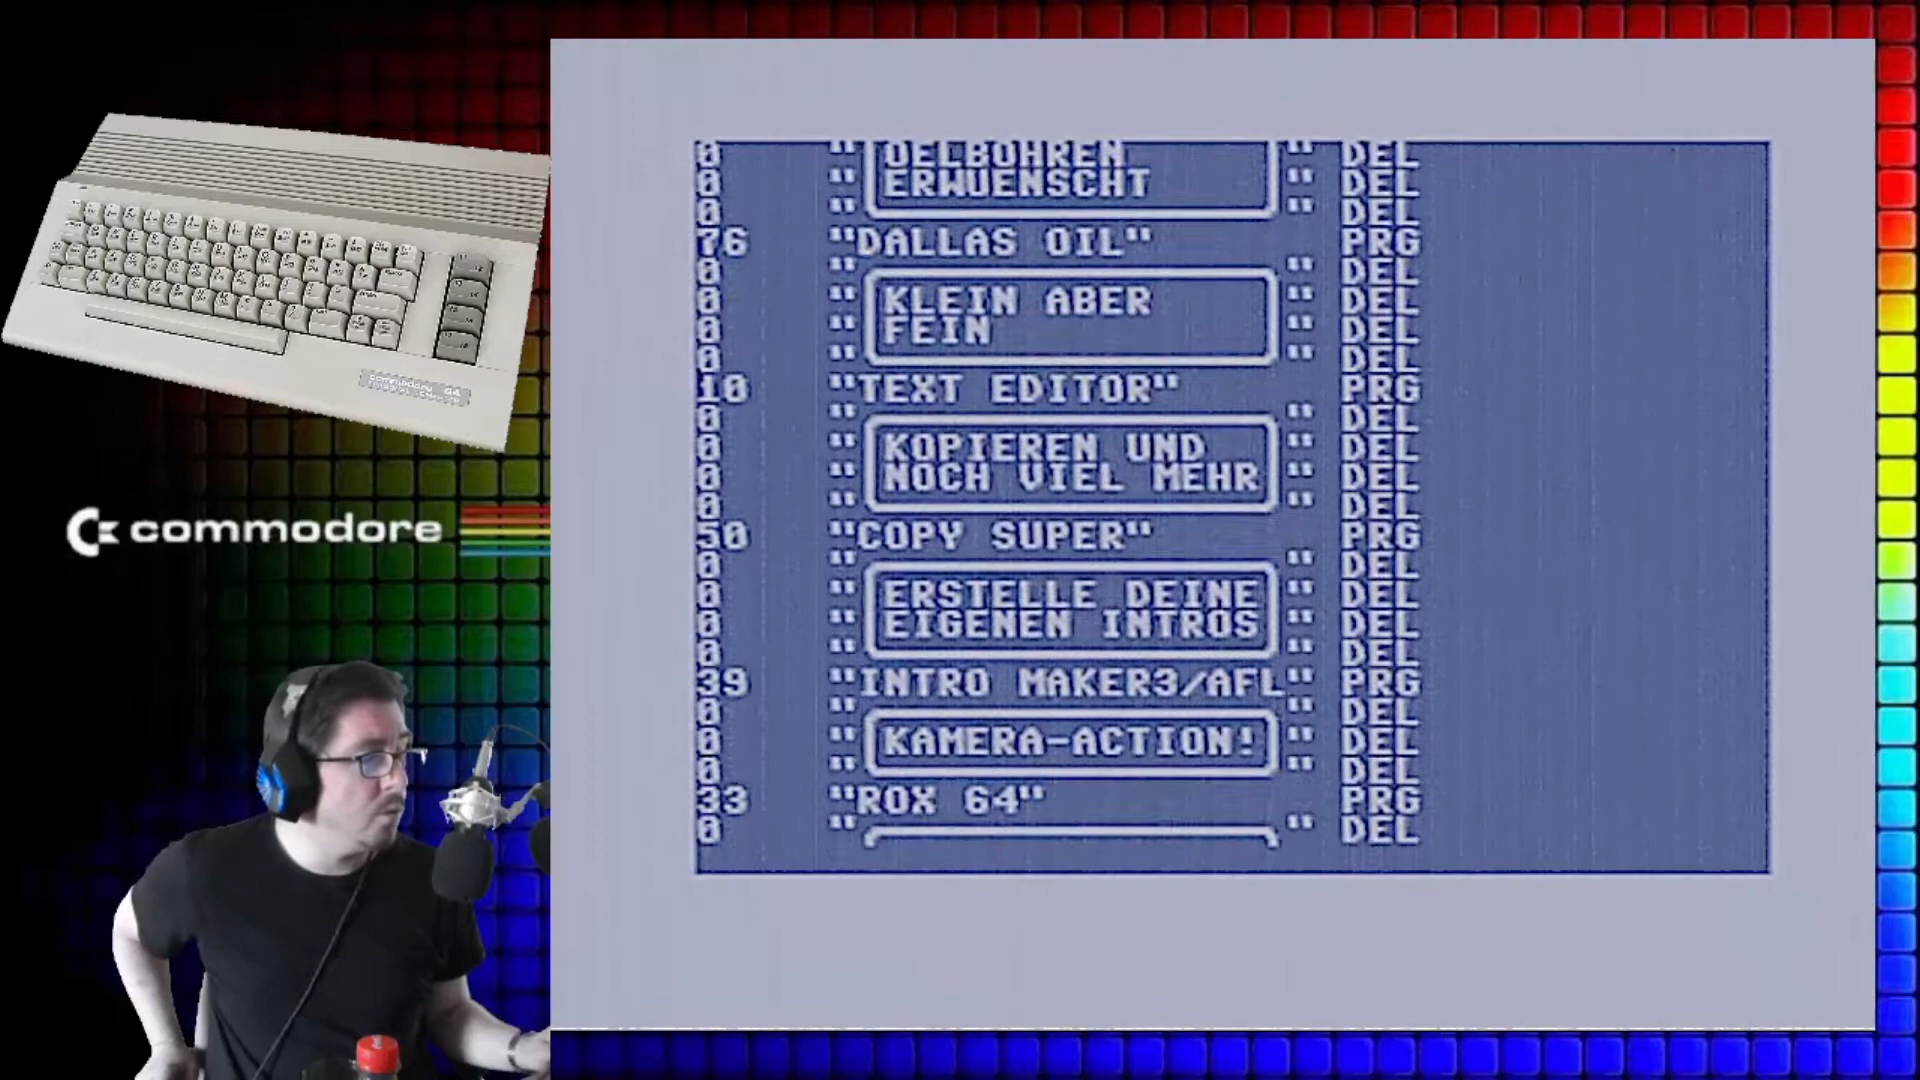 0 " OELBOHREN " DEL
0 " ERWUENSCHT " DEL
0 " " DEL
76 "DALLAS OIL" PRG
0 " " DEL
0 " KLEIN ABER " DEL
0 " FEIN " DEL
0 " " DEL
10 "TEXT EDITOR" PRG
0 " " DEL
0 " KOPIEREN UND " DEL
0 " NOCH VIEL MEHR " DEL
0 " " DEL
50 "COPY SUPER" PRG
0 " " DEL
0 " ERSTELLE DEINE " DEL
0 " EIGENEN INTROS " DEL
0 " " DEL
39 "INTRO MAKER3/AFL" PRG
0 " " DEL
0 " KAMERA-ACTION! " DEL
0 " " DEL
33 "ROX 64" PRG
0 " " DEL
commodore
commodore 64